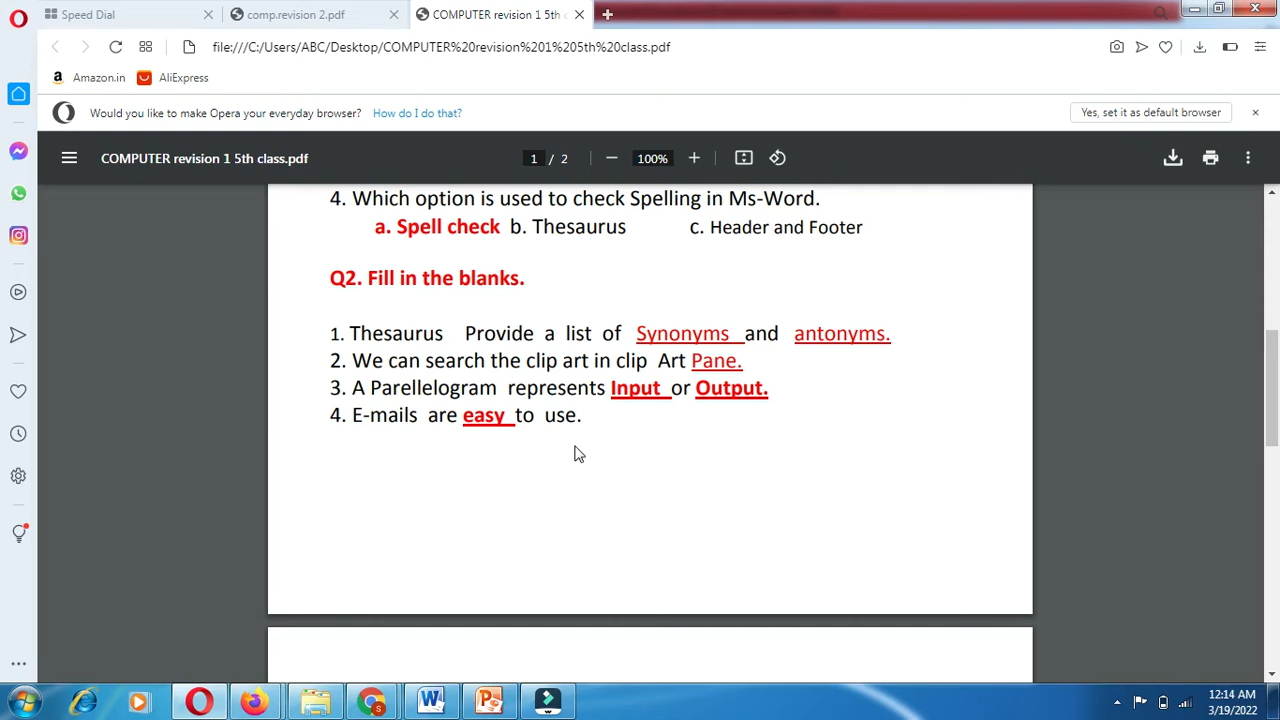 Speed Dial
comp.revision 2.pdf
COMPUTER revision 1 5th c
file:///C:/Users/ABC/Desktop/COMPUTER%20revision%201%205th%20class.pdf
Amazon.in
AliExpress
Would you like to make Opera your everyday browser? How do I do that?
Yes, set it as default browser
COMPUTER revision 1 5th class.pdf
1 / 2
100%
4. Which option is used to check Spelling in Ms-Word.
a. Spell check b. Thesaurus c. Header and Footer
Q2. Fill in the blanks.
1. Thesaurus Provide a list of Synonyms and antonyms.
2. We can search the clip art in clip Art Pane.
3. A Parellelogram represents Input or Output.
4. E-mails are easy to use.
12:14 AM
3/19/2022